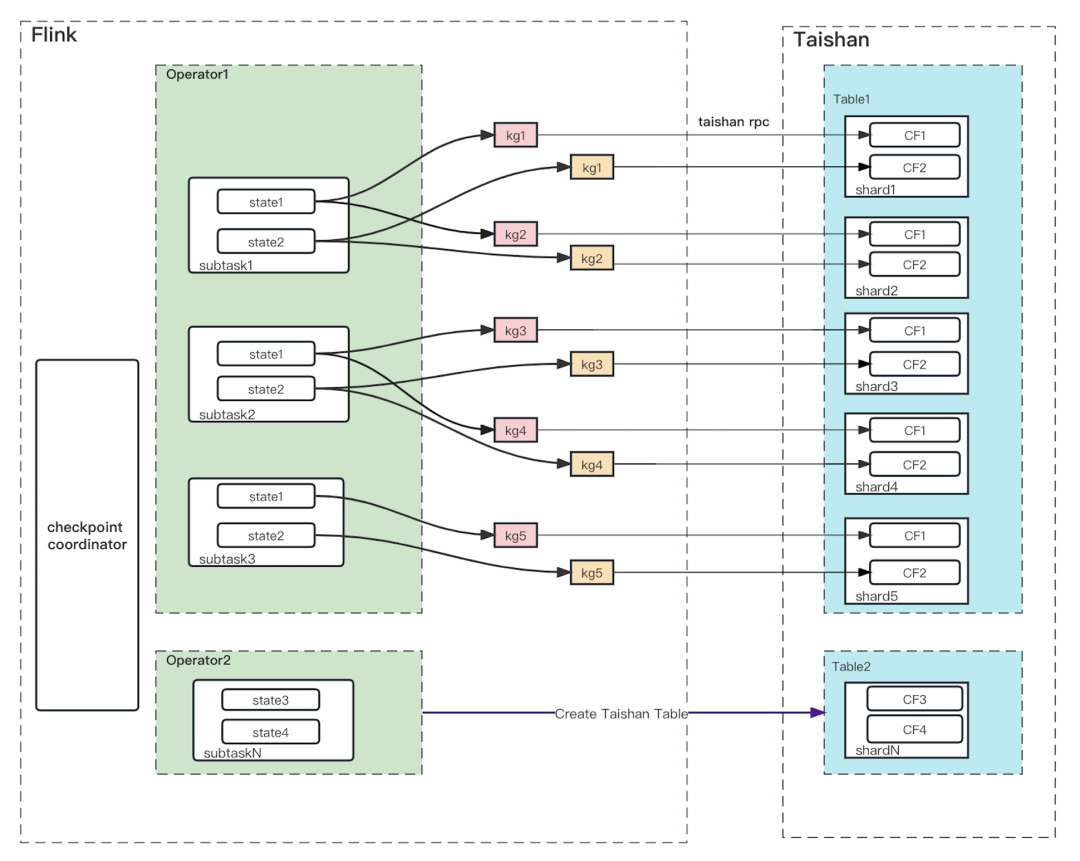 Flink
Taishan
Operator1
Table1
kg1
taishan rpc
CF1
kg1
CF2
shard1
state1
state2
subtask1
kg2
CF1
kg2
CF2
shard2
kg3
CF1
state1
kg3
CF2
state2
shard3
subtask2
kg4
CF1
kg4
CF2
shard4
state1
state2
subtask3
kg5
CF1
kg5
CF2
shard5
checkpoint
coordinator
Operator2
Table2
state3
CF3
state4
CF4
subtaskN
shardN
Create Taishan Table